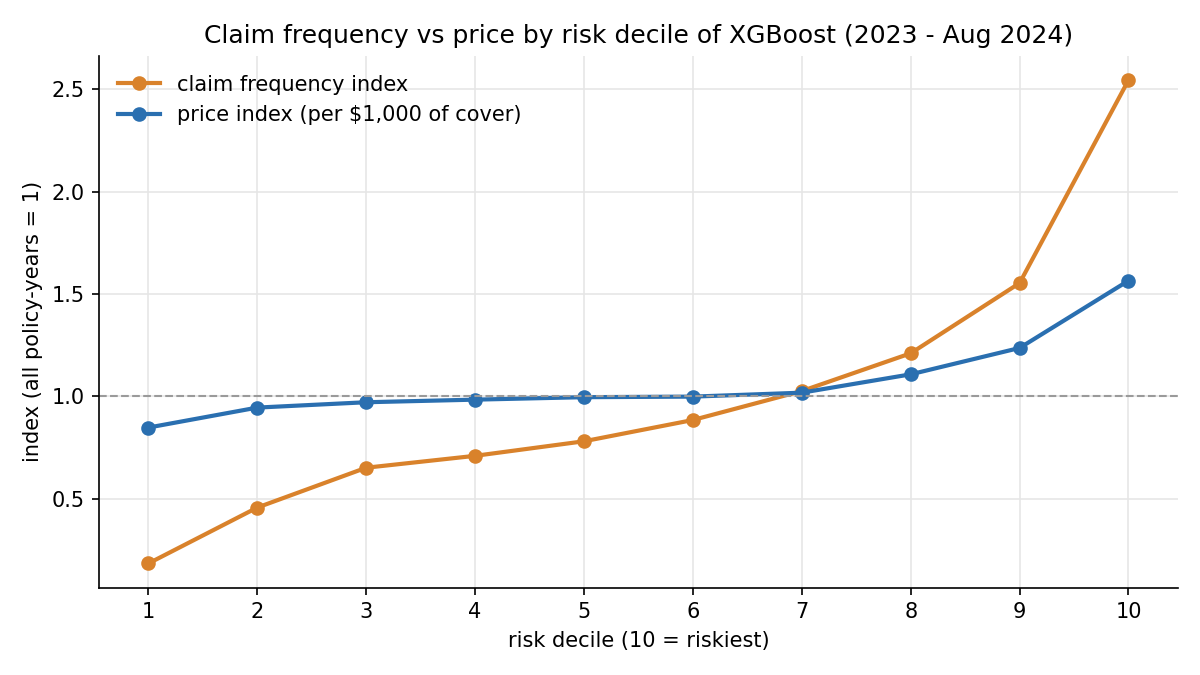 Claim frequency vs price by risk decile of XGBoost (2023 - Aug 2024)
claim frequency index
price index (per $1,000 of cover)
index (all policy-years = 1)
2.5
2.0
1.5
1.0
0.5
1 2 3 4 5 6 7 8 9 10
risk decile (10 = riskiest)